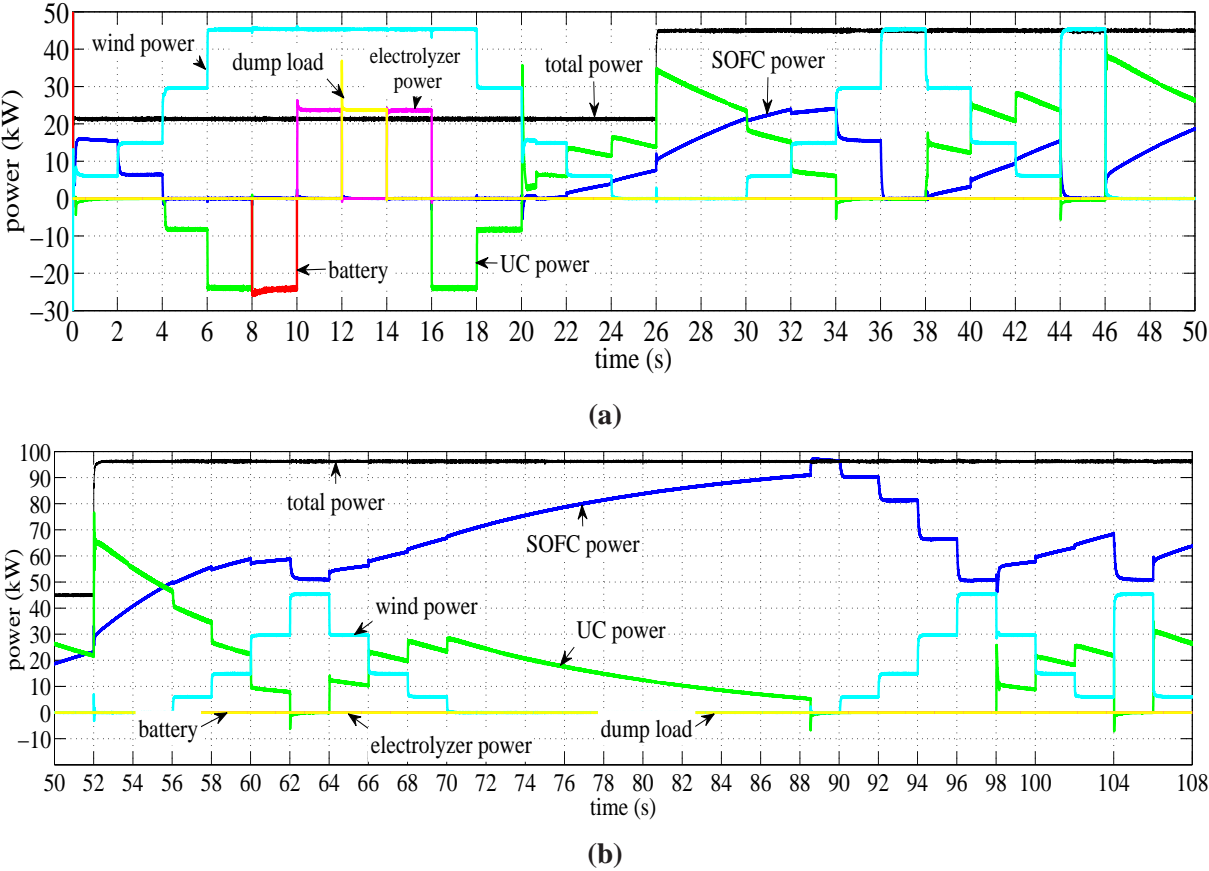 50
40
30
20
10
0
−10
−20
−30
power (kW)
wind power
dump load
electrolyzer
power
total power
SOFC power
battery
UC power
0 2 4 6 8 10 12 14 16 18 20 22 24 26 28 30 32 34 36 38 40 42 44 46 48 50
time (s)
(a)
100
90
80
70
60
50
40
30
20
10
0
−10
power (kW)
total power
SOFC power
wind power
UC power
battery
electrolyzer power
dump load
50 52 54 56 58 60 62 64 66 68 70 72 74 76 78 80 82 84 86 88 90 92 94 96 98 100 104 108
time (s)
(b)